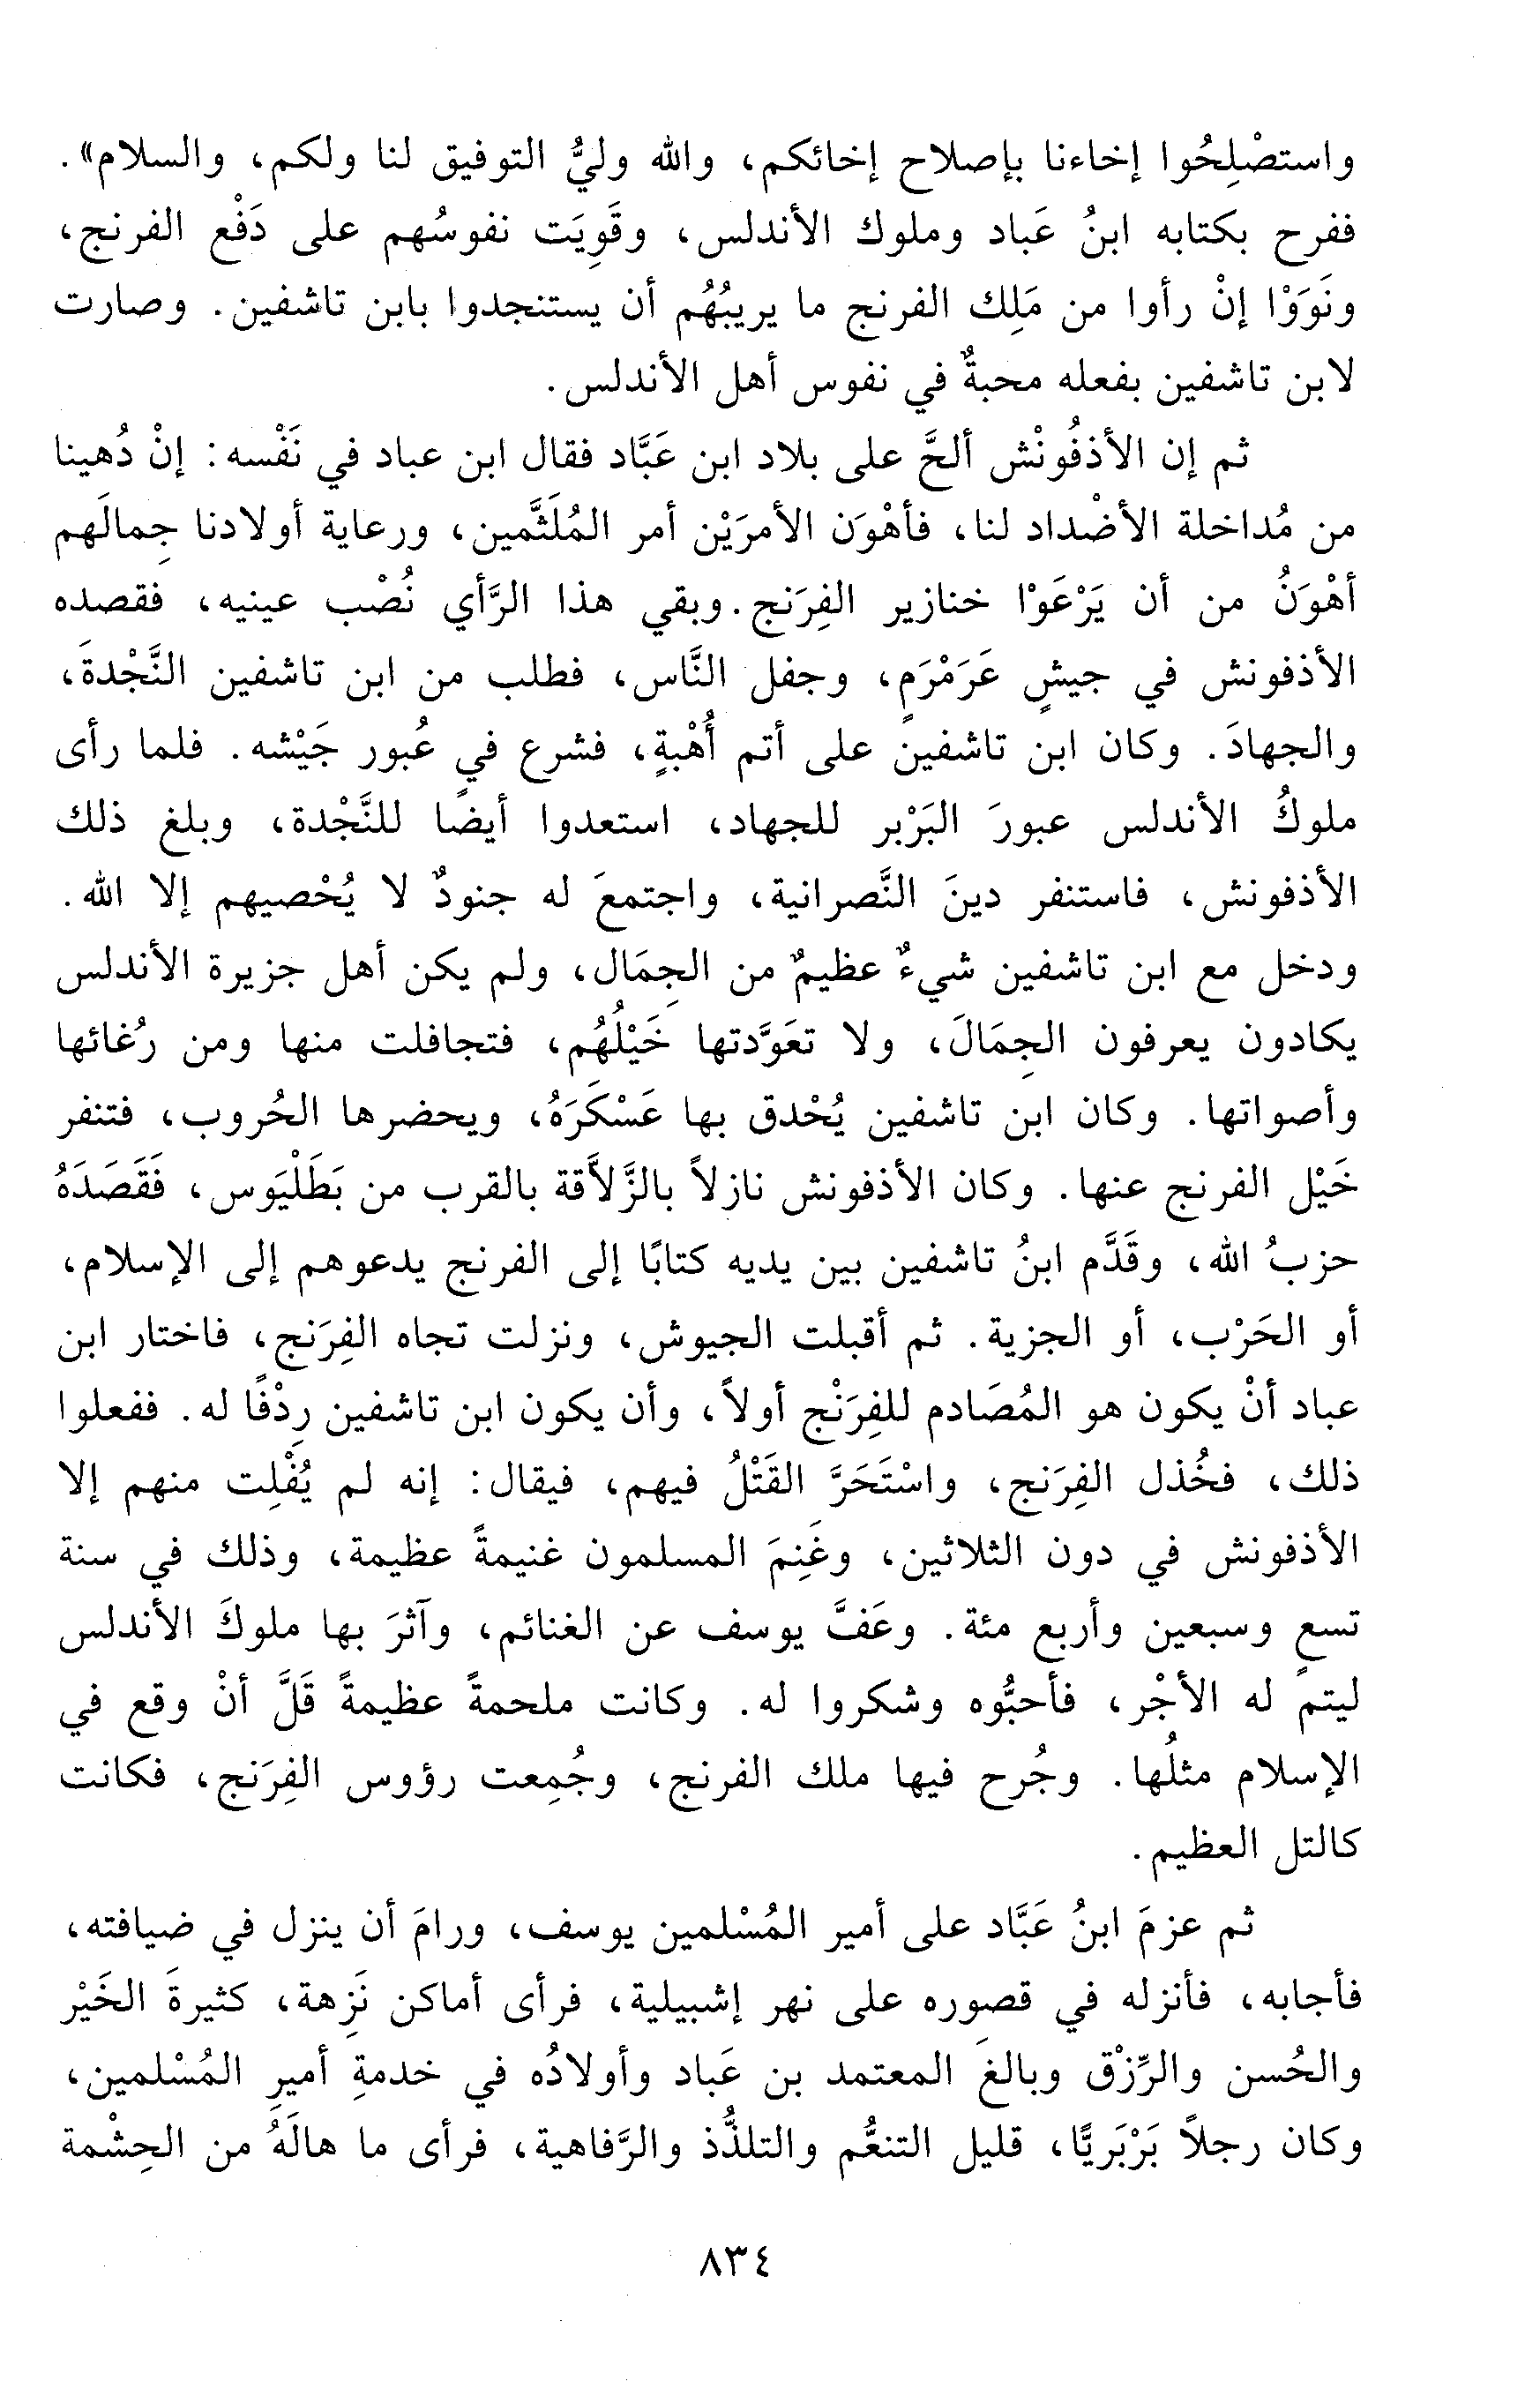 واستصْلِحُوا إخاءنا بإصلاح إخائكم، والله وليُّ التوفيق لنا ولكم، والسلام».
ففرح بكتابه ابنُ عَباد وملوك الأندلس، وقَوِيَت نفوسُهم على دَفْع الفرنج،
ونَوَوْا إنْ رأوا من مَلِك الفرنج ما يريبُهُم أن يستنجدوا بابن تاشفين. وصارت
لابن تاشفين بفعله محبةٌ في نفوس أهل الأندلس.
ثم إن الأذفُونْش ألحَّ على بلاد ابن عَبَّاد فقال ابن عباد في نَفْسه: إنْ دُهينا
من مُداخلة الأضْداد لنا، فأهْوَن الأمرَيْن أمر المُلَثَّمين، ورعاية أولادنا جِمالَهم
أهْوَنُ من أن يَرْعَوْا خنازير الفِرَنج. وبقي هذا الرَّأي نُصْب عينيه، فقصده
الأذفونش في جيشٍ عَرَمْرَمٍ، وجفل النَّاس، فطلب من ابن تاشفين النَّجْدةَ،
والجهادَ. وكان ابن تاشفين على أتم أُهْبةٍ، فشرع في عُبور جَيْشه. فلما رأى
ملوكُ الأندلس عبورَ البَرْبر للجهاد، استعدوا أيضًا للنَّجْدة، وبلغ ذلك
الأذفونش، فاستنفر دينَ النَّصرانية، واجتمعَ له جنودٌ لا يُحْصيهم إلا الله.
ودخل مع ابن تاشفين شيءٌ عظيمٌ من الجِمَال، ولم يكن أهل جزيرة الأندلس
يكادون يعرفون الجِمَالَ، ولا تعَوَّدتها خَيْلُهُم، فتجافلت منها ومن رُغائها
وأصواتها. وكان ابن تاشفين يُحْدق بها عَسْكَرَهُ، ويحضرها الحُروب، فتنفر
خَيْل الفرنج عنها. وكان الأذفونش نازلاً بالزَّلاَّقة بالقرب من بَطَلْيَوس، فَقَصَدَهُ
حزبُ الله، وقَدَّم ابنُ تاشفين بين يديه كتابًا إلى الفرنج يدعوهم إلى الإسلام،
أو الحَرْب، أو الجزية. ثم أقبلت الجيوش، ونزلت تجاه الفِرَنج، فاختار ابن
عباد أنْ يكون هو المُصَادم للفِرَنْج أولاً، وأن يكون ابن تاشفين رِدْفًا له. ففعلوا
ذلك، فخُذل الفِرَنج، واسْتَحَرَّ القَتْلُ فيهم، فيقال: إنه لم يُفْلِت منهم إلا
الأذفونش في دون الثلاثين، وغَنِمَ المسلمون غنيمةً عظيمة، وذلك في سنة
تسعٍ وسبعين وأربع مئة. وعَفَّ يوسف عن الغنائم، وآثرَ بها ملوكَ الأندلس
ليتم له الأجْر، فأحبُّوه وشكروا له. وكانت ملحمةً عظيمةً قَلَّ أنْ وقع في
الإسلام مثلُها. وجُرح فيها ملك الفرنج، وجُمِعت رؤوس الفِرَنج، فكانت
كالتل العظيم.
ثم عزمَ ابنُ عَبَّاد على أمير المُسْلمين يوسف، ورامَ أن ينزل في ضيافته،
فأجابه، فأنزله في قصوره على نهر إشبيلية، فرأى أماكن نَزِهة، كثيرةَ الخَيْر
والحُسن والرِّزْق وبالغَ المعتمد بن عَباد وأولادُه في خدمةِ أميرِ المُسْلمين،
وكان رجلاً بَرْبَريًّا، قليل التنعُّم والتلذُّذ والرَّفاهية، فرأى ما هالَهُ من الحِشْمة
٨٣٤